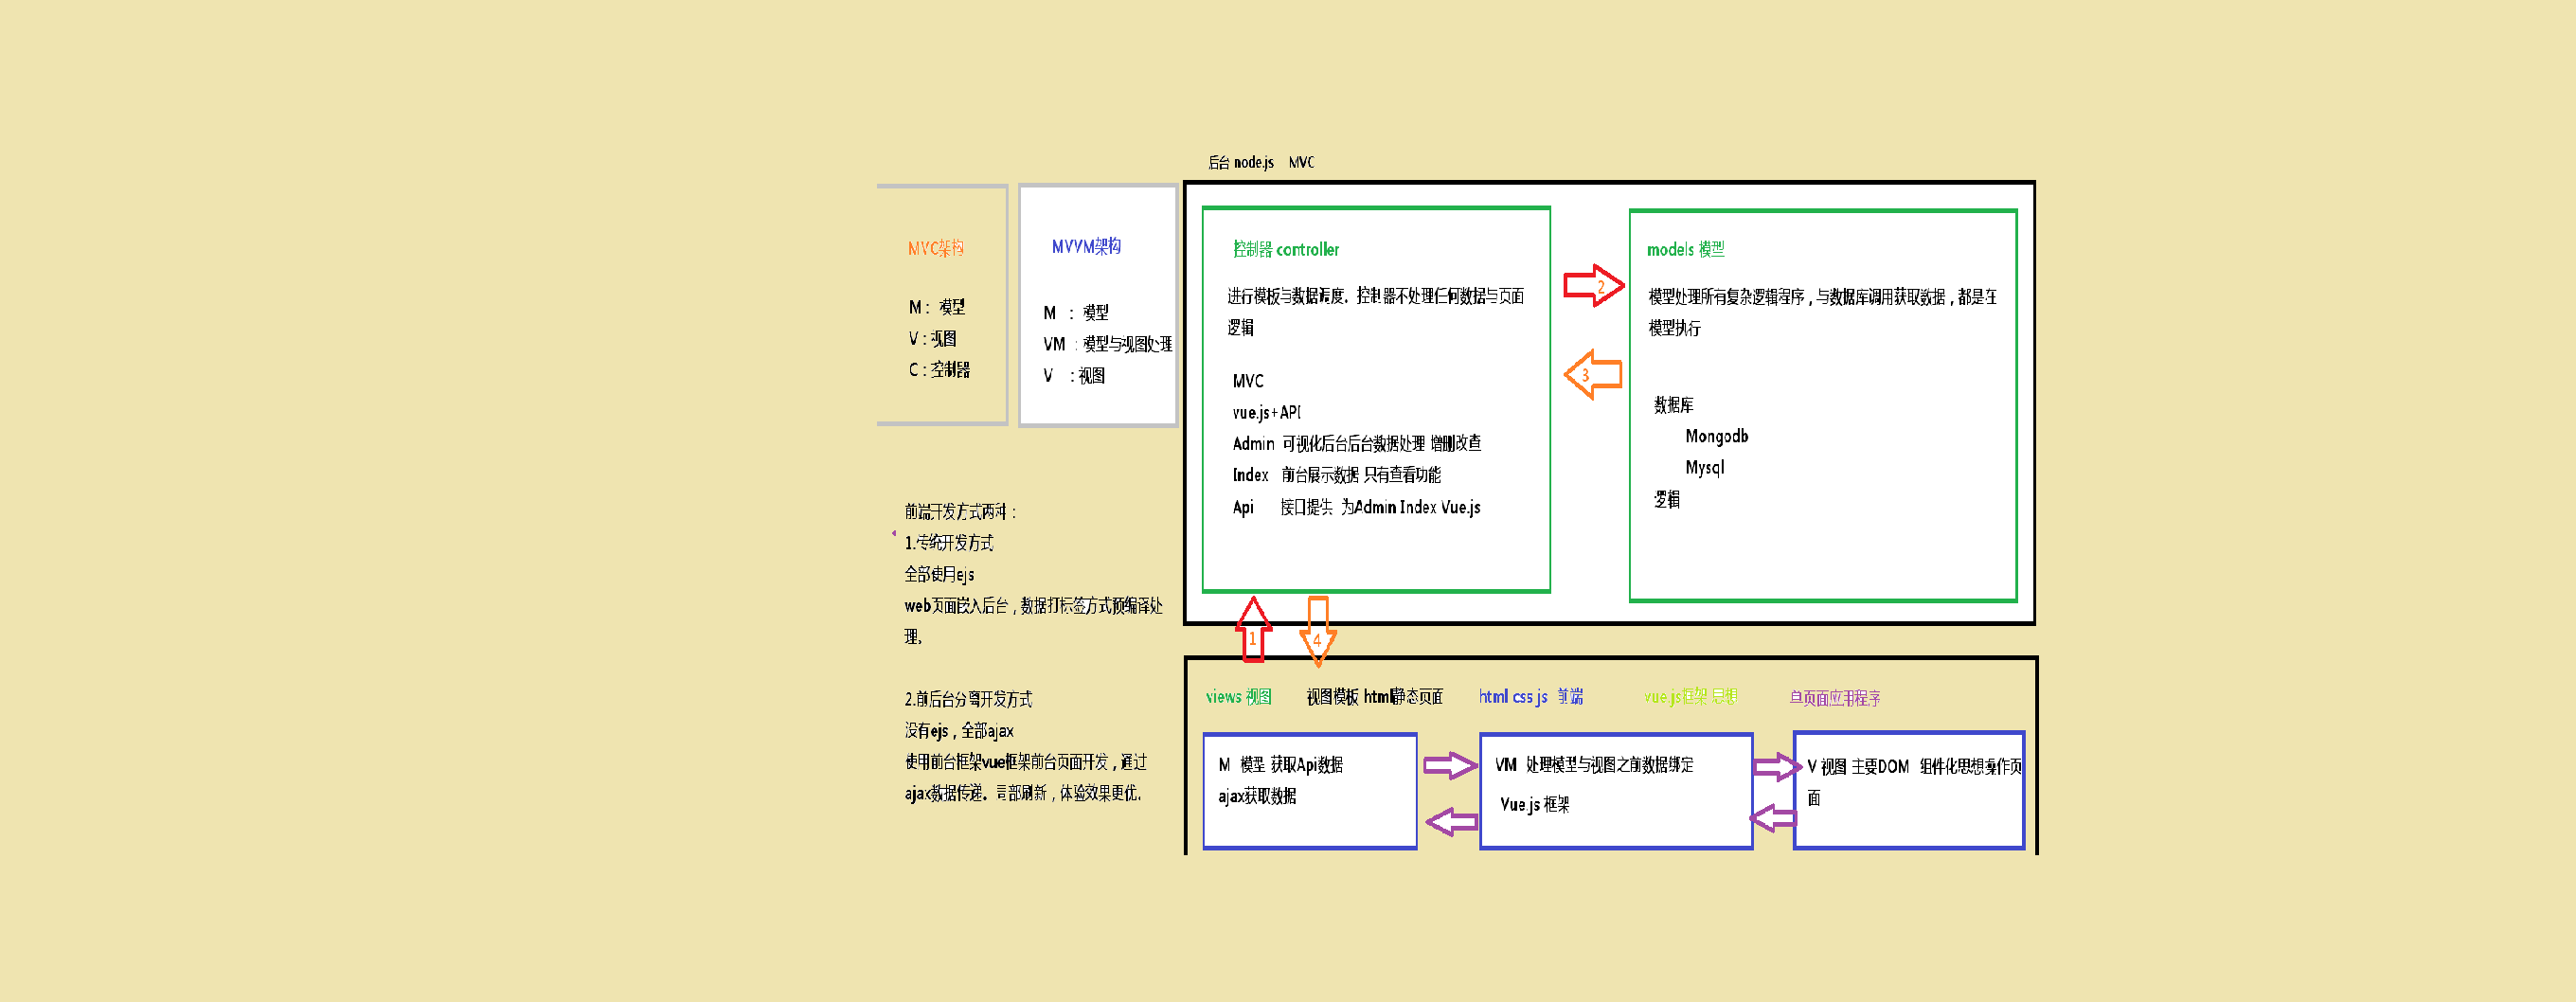 后台 node.js MVC
MVC架构
M： 模型
V：视图
C：控制器
MVVM架构
M ：模型
VM ：模型与视图处理
V ：视图
控制器 controller
进行模板与数据调度。控制器不处理任何数据与页面
逻辑
MVC
vue.js+API
Admin 可视化后台后台数据处理 增删改查
Index 前台展示数据 只有查看功能
Api 接口提供 为Admin Index Vue.js
2
3
models 模型
模型处理所有复杂逻辑程序，与数据库调用获取数据，都是在
模型执行
数据库
Mongodb
Mysql
逻辑
前端开发方式两种：
1.传统开发方式
全部使用ejs
web页面嵌入后台，数据打标签方式预编译处
理。
2.前后台分离开发方式
没有ejs，全部ajax
使用前台框架vue框架前台页面开发，通过
ajax数据传递。局部刷新，体验效果更优。
1
4
views 视图 视图模板 html静态页面 html css js 前端 vue.js框架 思想 单页面应用程序
M 模型 获取Api数据
ajax获取数据
VM 处理模型与视图之前数据绑定
Vue.js 框架
V 视图 主要DOM 组件化思想操作页
面